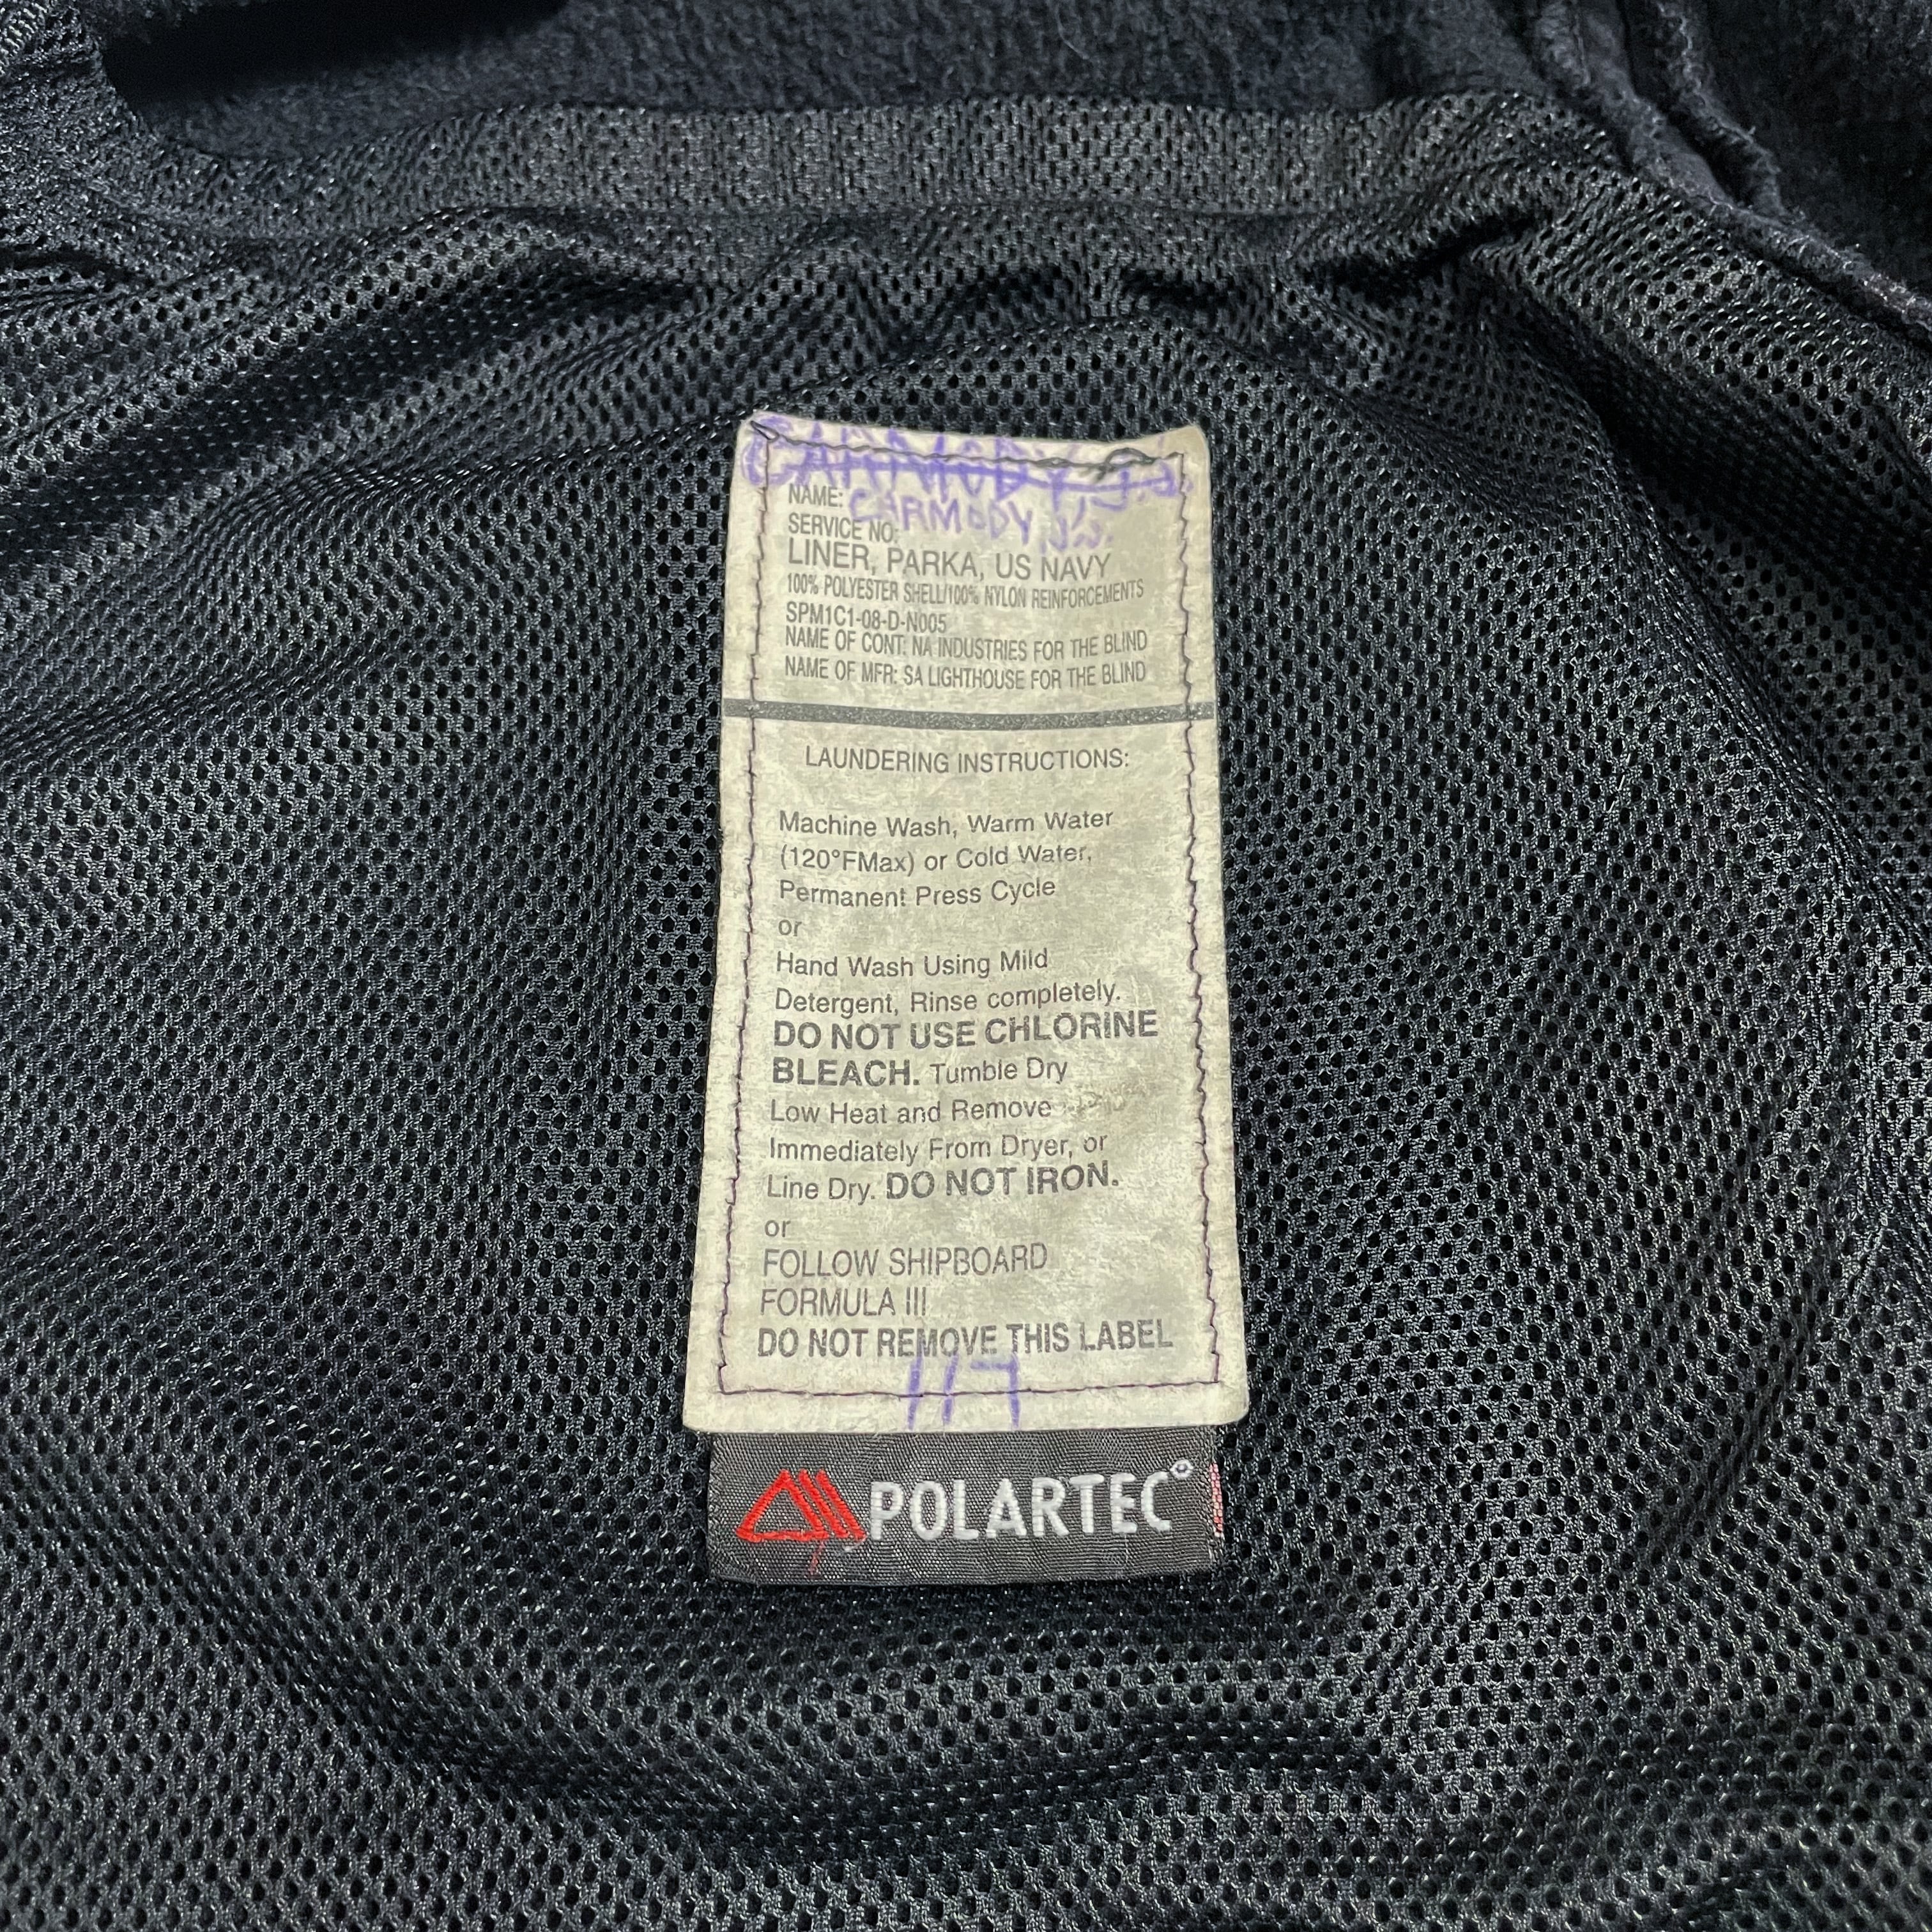 CARMODY, J.J.
NAME:
CARMODY, J.J.
SERVICE NO:
LINER, PARKA, US NAVY
100% POLYESTER SHELL/100% NYLON REINFORCEMENTS
SPM1C1-08-D-N005
NAME OF CONT: NA INDUSTRIES FOR THE BLIND
NAME OF MFR: SA LIGHTHOUSE FOR THE BLIND
LAUNDERING INSTRUCTIONS:
Machine Wash, Warm Water
(120°FMax) or Cold Water,
Permanent Press Cycle
or
Hand Wash Using Mild
Detergent, Rinse completely.
DO NOT USE CHLORINE
BLEACH. Tumble Dry
Low Heat and Remove
Immediately From Dryer, or
Line Dry. DO NOT IRON.
or
FOLLOW SHIPBOARD
FORMULA III
DO NOT REMOVE THIS LABEL
117
POLARTEC®